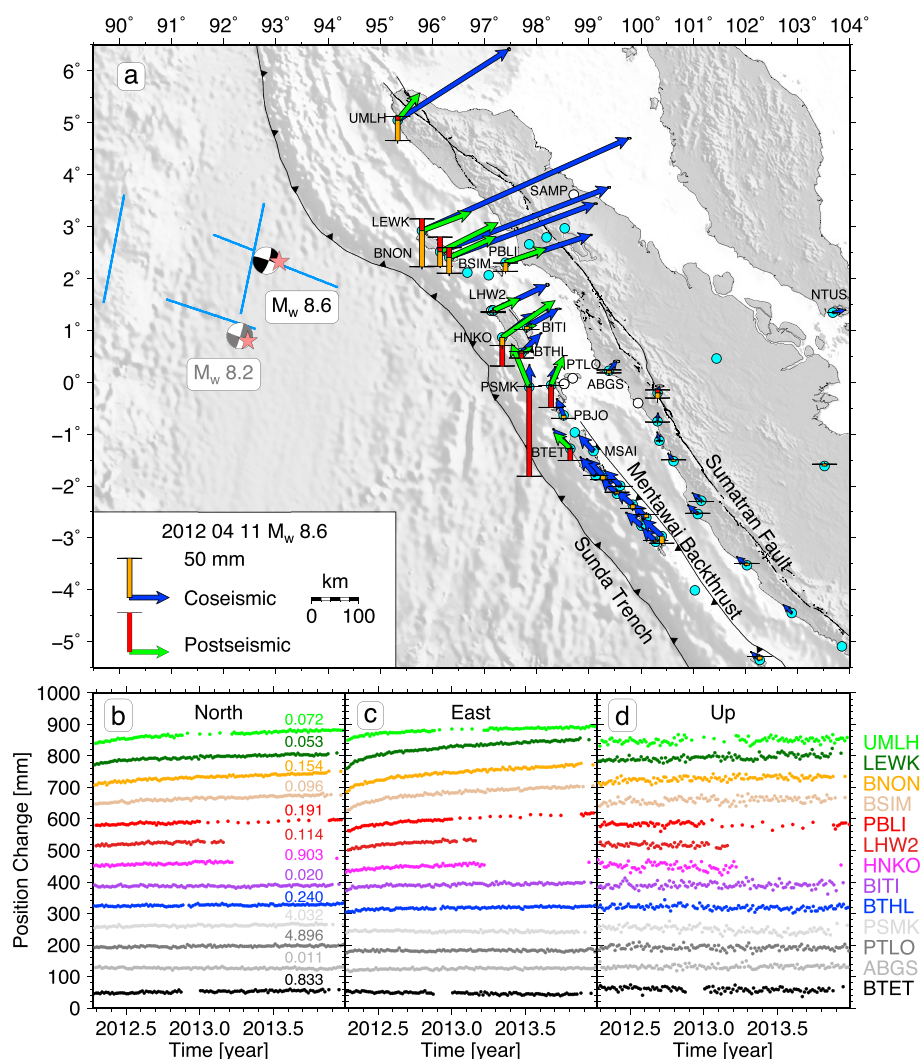 90° 91° 92° 93° 94° 95° 96° 97° 98° 99° 100° 101° 102° 103° 104°
a
6°
5°
4°
3°
2°
1°
0°
−1°
−2°
−3°
−4°
−5°
UMLH
SAMP
LEWK
BNON
BSIM
PBLI
LHW2
NTUS
BITI
HNKO
BTHL
PTLO
ABGS
PSMK
PBJO
BTET
MSAI
Mw 8.6
Mw 8.2
Mentawai Backthrust
Sumatran Fault
Sunda Trench
2012 04 11 Mw 8.6
50 mm
km
0 100
Coseismic
Postseismic
b North c East d Up
Position Change [mm]
1000
900
800
700
600
500
400
300
200
100
0
0.072
0.053
0.154
0.096
0.191
0.114
0.903
0.020
0.240
4.032
4.896
0.011
0.833
UMLH
LEWK
BNON
BSIM
PBLI
LHW2
HNKO
BITI
BTHL
PSMK
PTLO
ABGS
BTET
2012.5 2013.0 2013.5 2012.5 2013.0 2013.5 2012.5 2013.0 2013.5
Time [year] Time [year] Time [year]